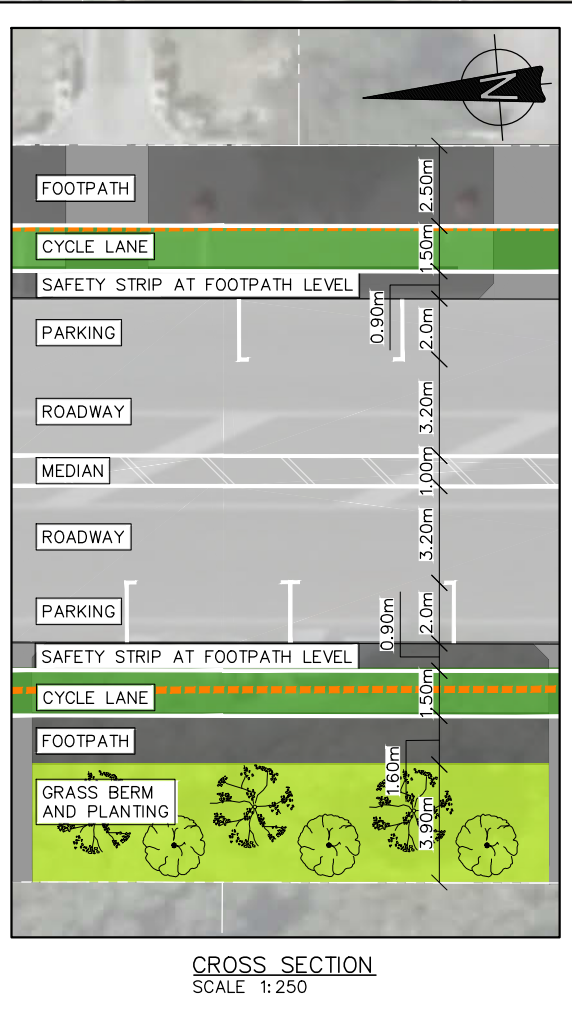 N
FOOTPATH
2.50m
CYCLE LANE
1.50m
SAFETY STRIP AT FOOTPATH LEVEL
0.90m
PARKING
2.0m
ROADWAY
3.20m
MEDIAN
1.00m
ROADWAY
3.20m
PARKING
2.0m
0.90m
SAFETY STRIP AT FOOTPATH LEVEL
CYCLE LANE
1.50m
FOOTPATH
1.60m
GRASS BERM
AND PLANTING
3.90m
CROSS SECTION
SCALE 1:250